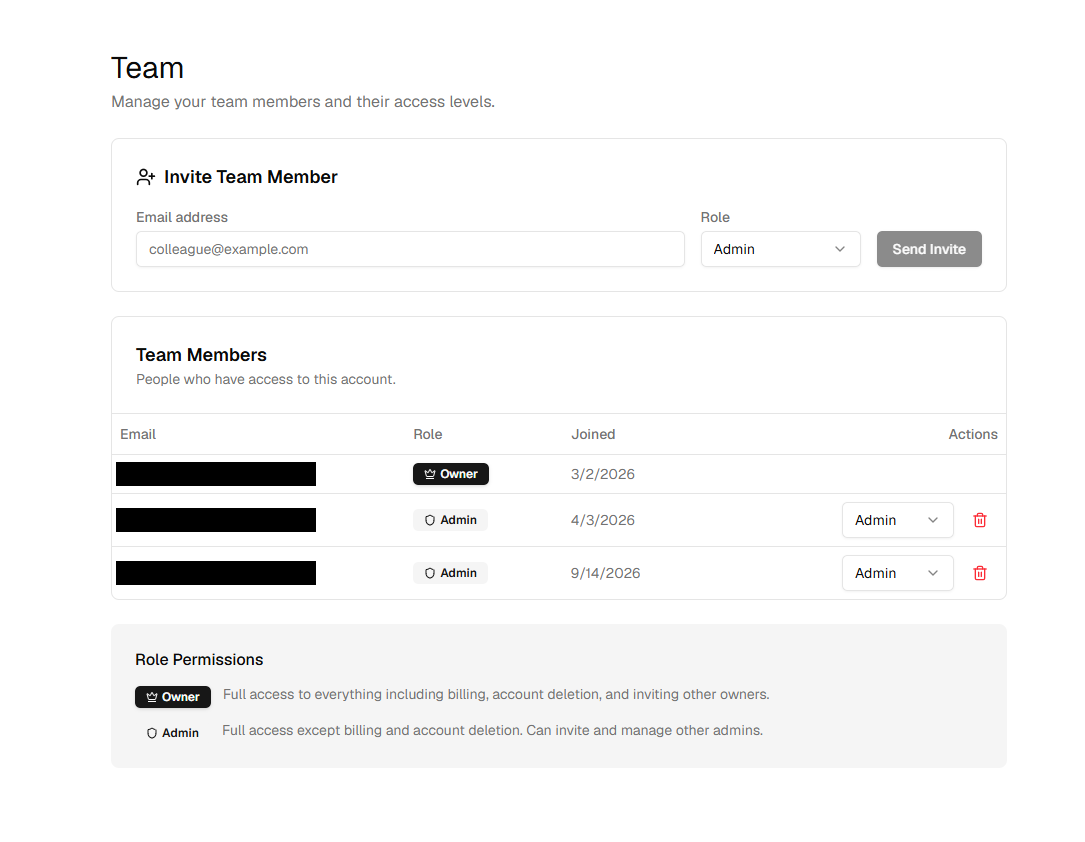 Team
Manage your team members and their access levels.
Invite Team Member
Email address Role
colleague@example.com Admin Send Invite
Team Members
People who have access to this account.
Email Role Joined Actions
Owner 3/2/2026
Admin 4/3/2026 Admin
Admin 9/14/2026 Admin
Role Permissions
Owner Full access to everything including billing, account deletion, and inviting other owners.
Admin Full access except billing and account deletion. Can invite and manage other admins.